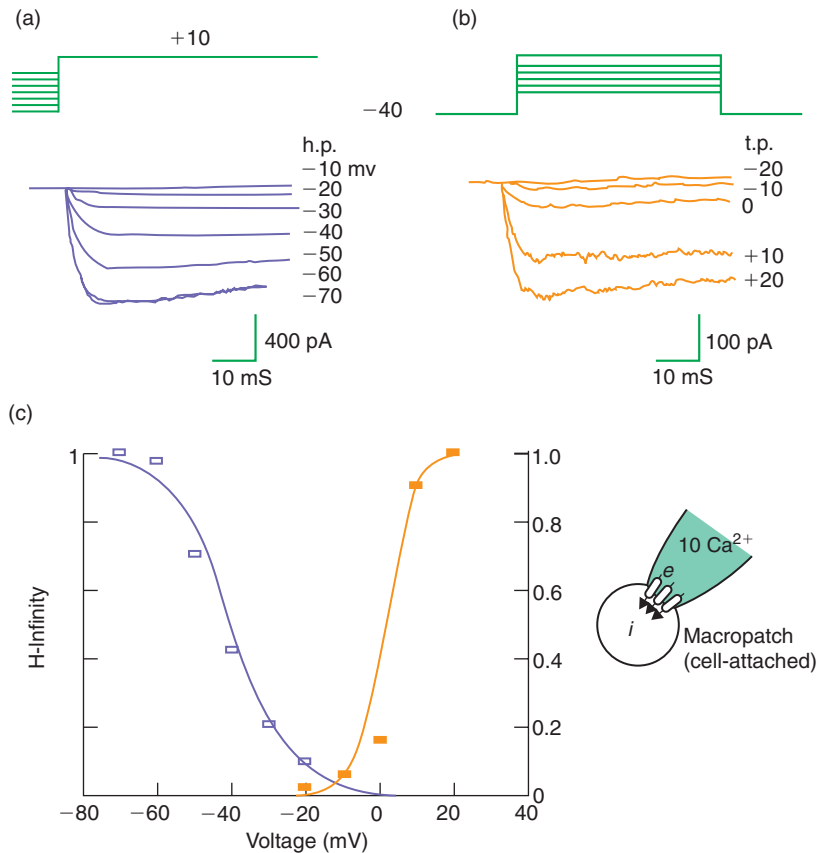 (a)
+10
h.p.
−10 mv
−20
−30
−40
−50
−60
−70
400 pA
10 mS
(b)
−40
t.p.
−20
−10
0
+10
+20
100 pA
10 mS
(c)
H-Infinity
1
1.0
0.8
0.6
0.4
0.2
0
−80
−60
−40
−20
0
20
40
Voltage (mV)
10 Ca²⁺
e
i
Macropatch
(cell-attached)